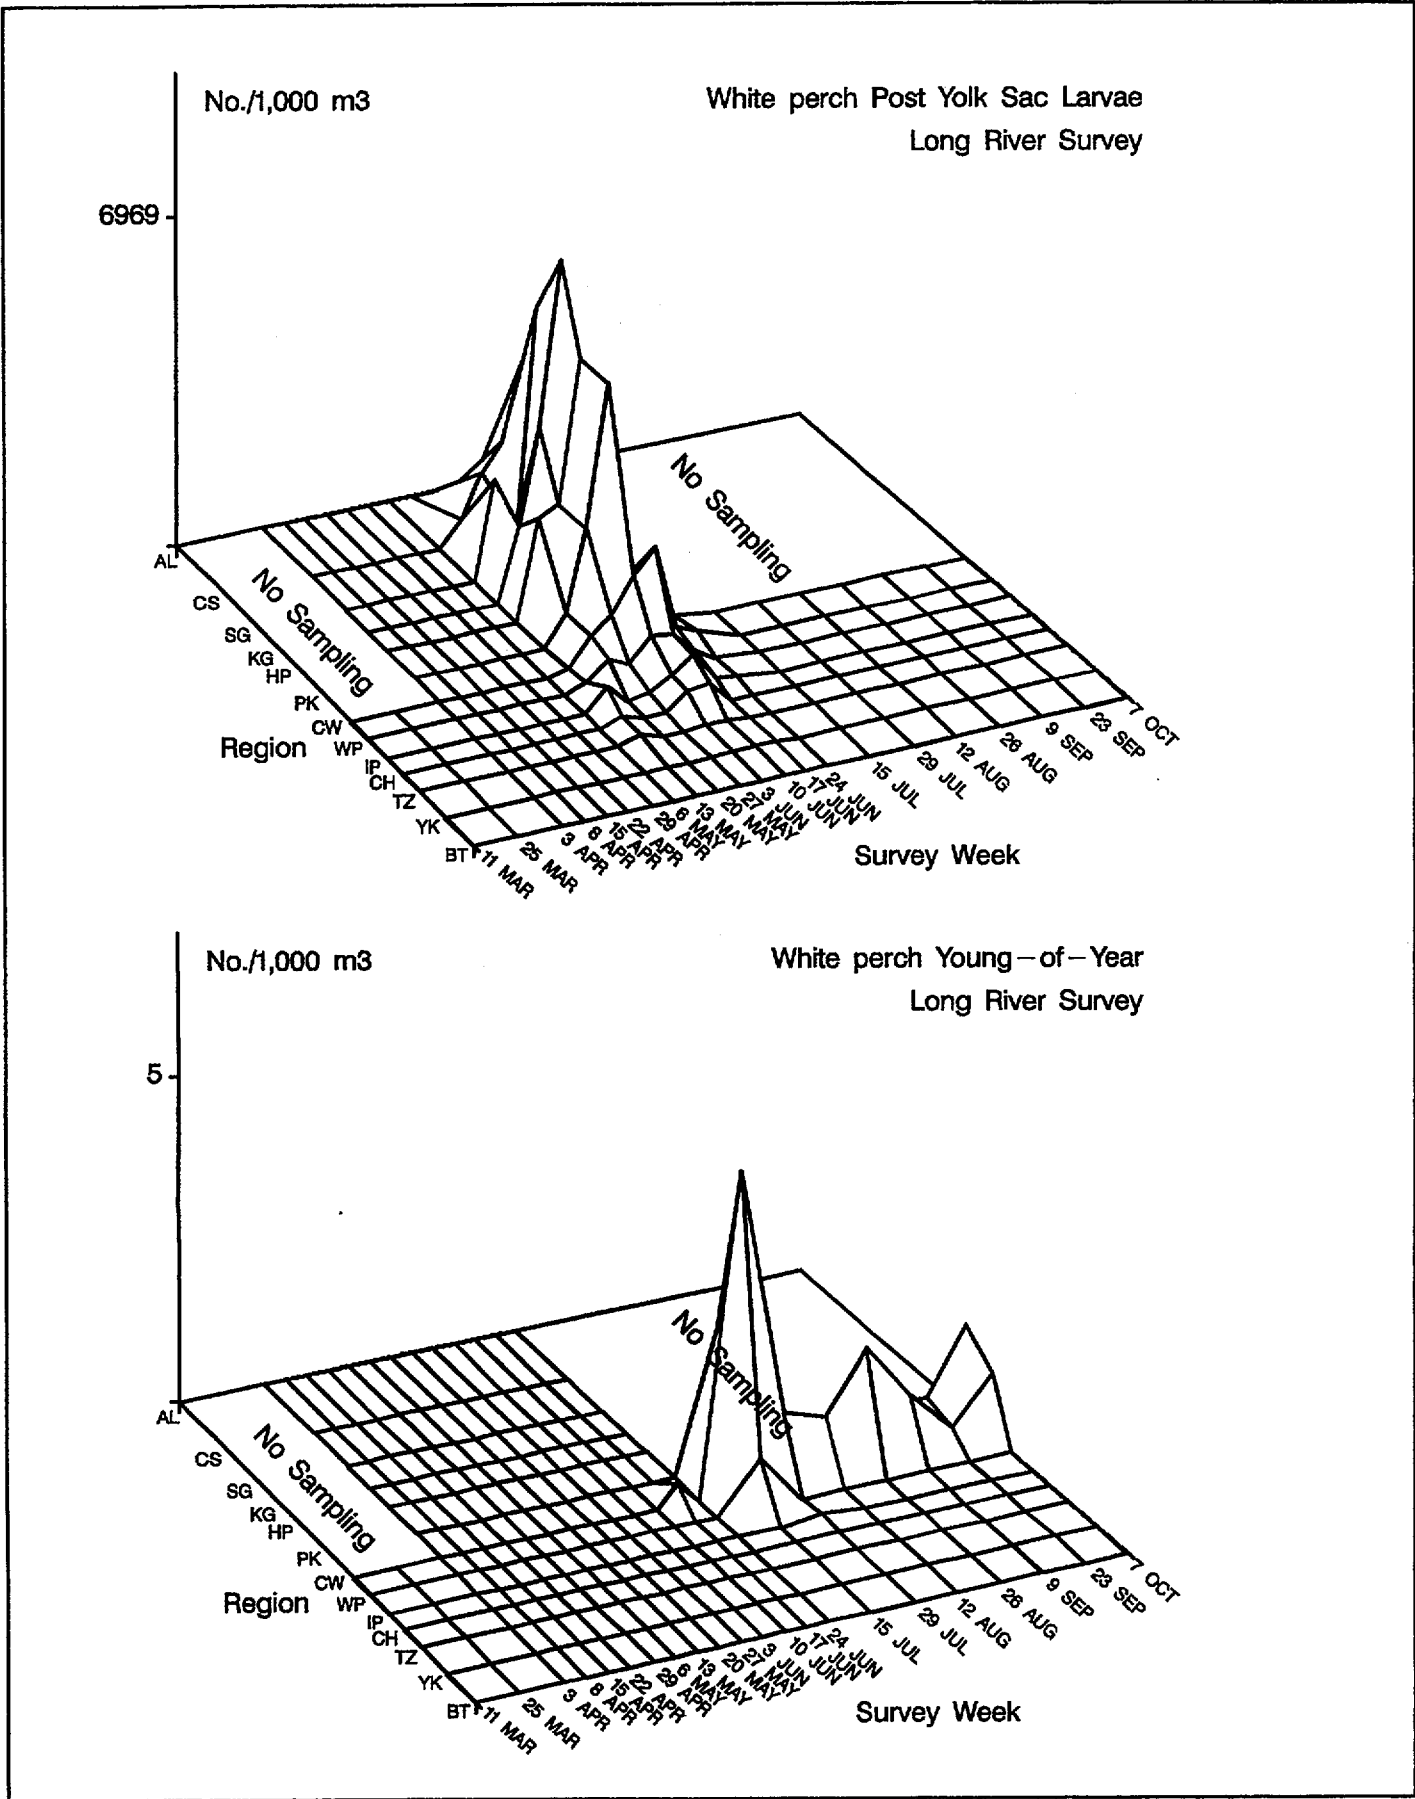 No./1,000 m3
White perch Post Yolk Sac Larvae
Long River Survey
6969
No Sampling
No Sampling
AL
CS
SG
KG
HP
PK
CW
WP
IP
CH
TZ
YK
BT
Region
11 MAR
25 MAR
3 APR
8 APR
15 APR
22 APR
29 APR
6 MAY
13 MAY
20 MAY
27 MAY
3 JUN
10 JUN
17 JUN
24 JUN
15 JUL
29 JUL
12 AUG
26 AUG
9 SEP
23 SEP
7 OCT
Survey Week
No./1,000 m3
White perch Young-of-Year
Long River Survey
5
No Sampling
No Sampling
AL
CS
SG
KG
HP
PK
CW
WP
IP
CH
TZ
YK
BT
Region
11 MAR
25 MAR
3 APR
8 APR
15 APR
22 APR
29 APR
6 MAY
13 MAY
20 MAY
27 MAY
3 JUN
10 JUN
17 JUN
24 JUN
15 JUL
29 JUL
12 AUG
26 AUG
9 SEP
23 SEP
7 OCT
Survey Week